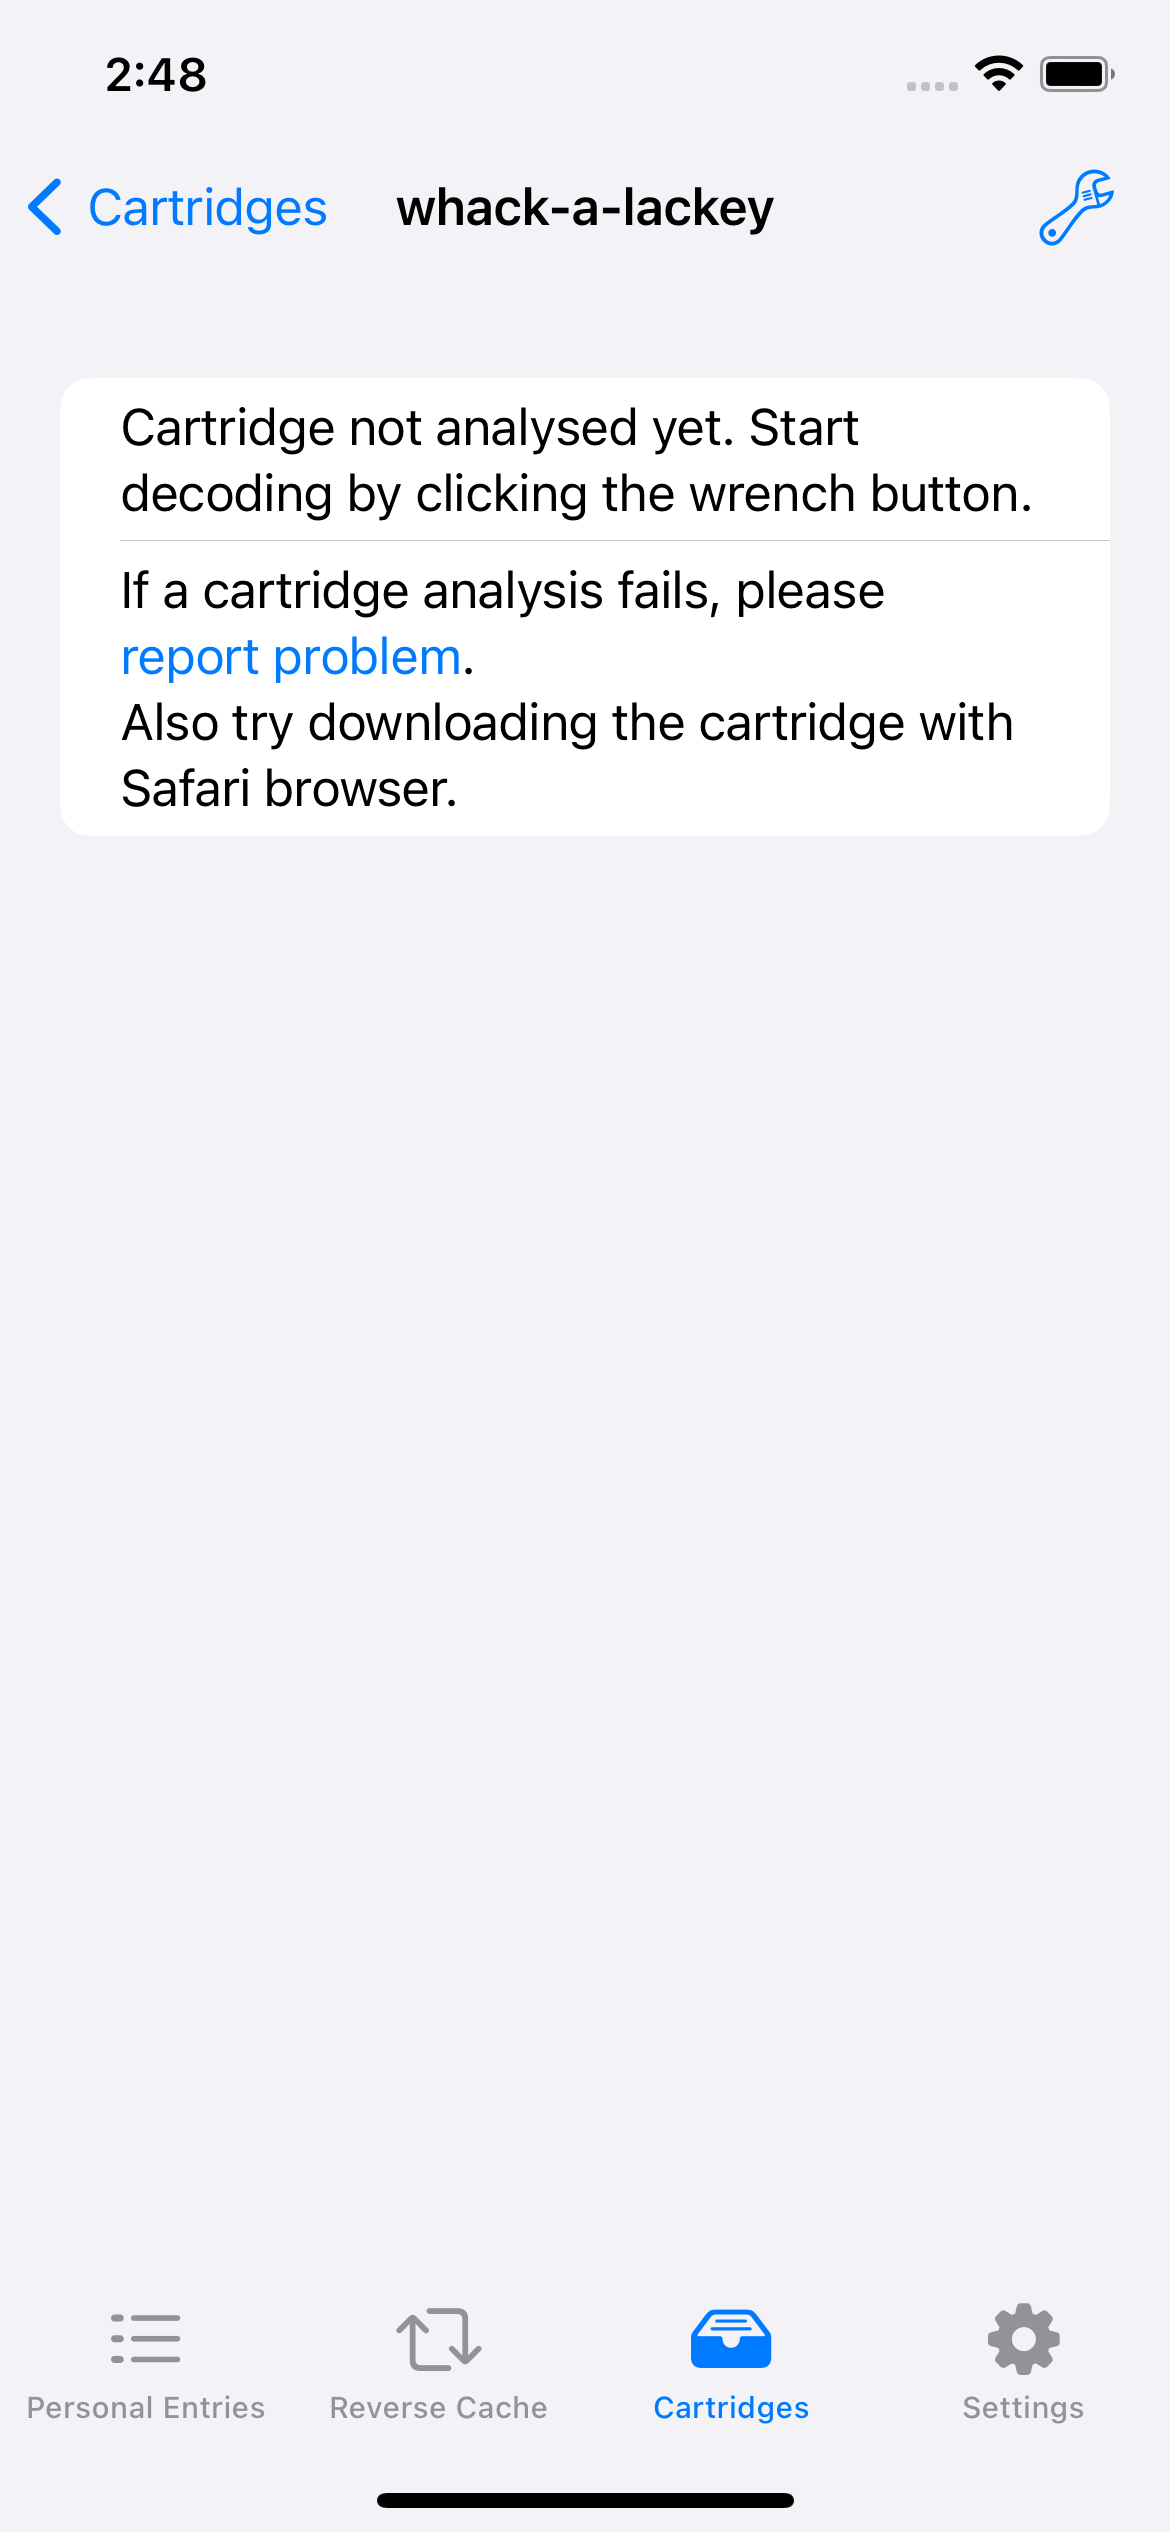 2:48
Cartridges
whack-a-lackey
Cartridge not analysed yet. Start
decoding by clicking the wrench button.
If a cartridge analysis fails, please
report problem.
Also try downloading the cartridge with
Safari browser.
Personal Entries
Reverse Cache
Cartridges
Settings